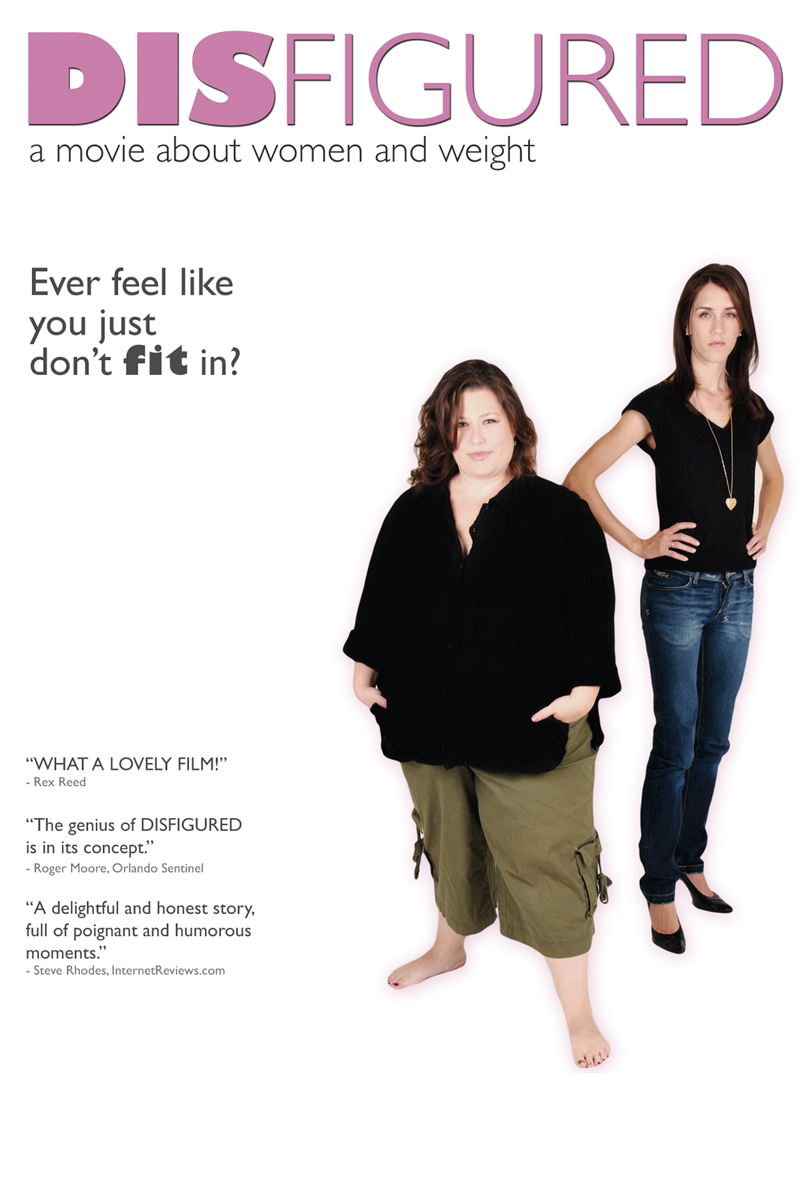 DISFIGURED
a movie about women and weight
Ever feel like
you just
don’t fit in?
“WHAT A LOVELY FILM!”
- Rex Reed
“The genius of DISFIGURED
is in its concept.”
- Roger Moore, Orlando Sentinel
“A delightful and honest story,
full of poignant and humorous
moments.”
- Steve Rhodes, InternetReviews.com